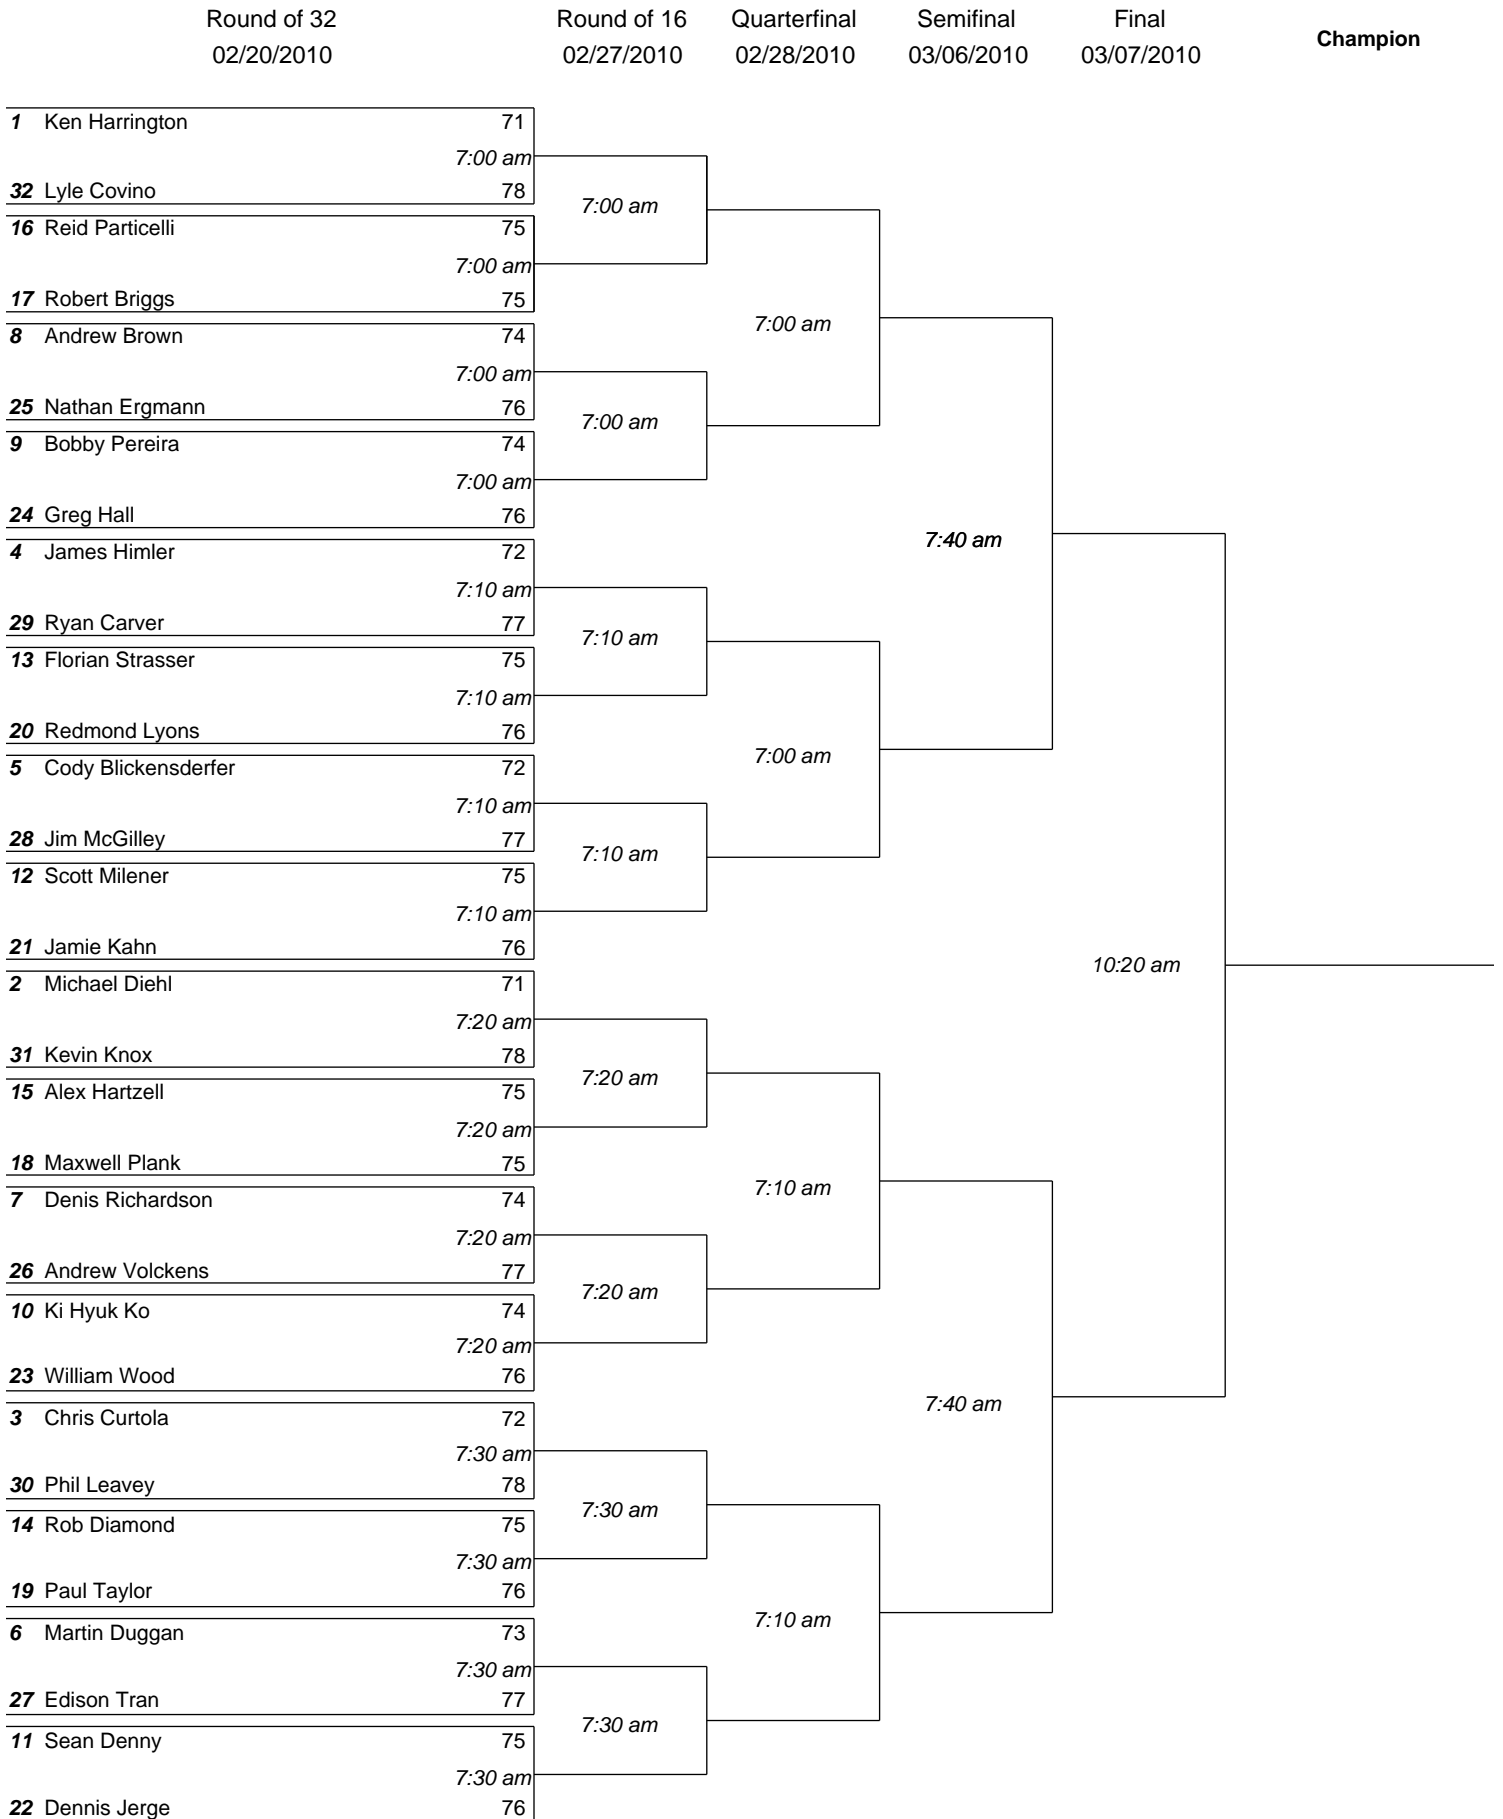 Round of 32 Round of 16 Quarterfinal Semifinal Final
Champion
02/20/2010 02/27/2010 02/28/2010 03/06/2010 03/07/2010
1 Ken Harrington 71
7:00 am
32 Lyle Covino 78
7:00 am
16 Reid Particelli 75
7:00 am
17 Robert Briggs 75
7:00 am
8 Andrew Brown 74
7:00 am
25 Nathan Ergmann 76
7:00 am
9 Bobby Pereira 74
7:00 am
24 Greg Hall 76
7:40 am
4 James Himler 72
7:10 am
29 Ryan Carver 77
7:10 am
13 Florian Strasser 75
7:10 am
20 Redmond Lyons 76
7:00 am
5 Cody Blickensderfer 72
7:10 am
28 Jim McGilley 77
7:10 am
12 Scott Milener 75
7:10 am
21 Jamie Kahn 76
10:20 am
2 Michael Diehl 71
7:20 am
31 Kevin Knox 78
7:20 am
15 Alex Hartzell 75
7:20 am
18 Maxwell Plank 75
7:10 am
7 Denis Richardson 74
7:20 am
26 Andrew Volckens 77
7:20 am
10 Ki Hyuk Ko 74
7:20 am
23 William Wood 76
7:40 am
3 Chris Curtola 72
7:30 am
30 Phil Leavey 78
7:30 am
14 Rob Diamond 75
7:30 am
19 Paul Taylor 76
7:10 am
6 Martin Duggan 73
7:30 am
27 Edison Tran 77
7:30 am
11 Sean Denny 75
7:30 am
22 Dennis Jerge 76